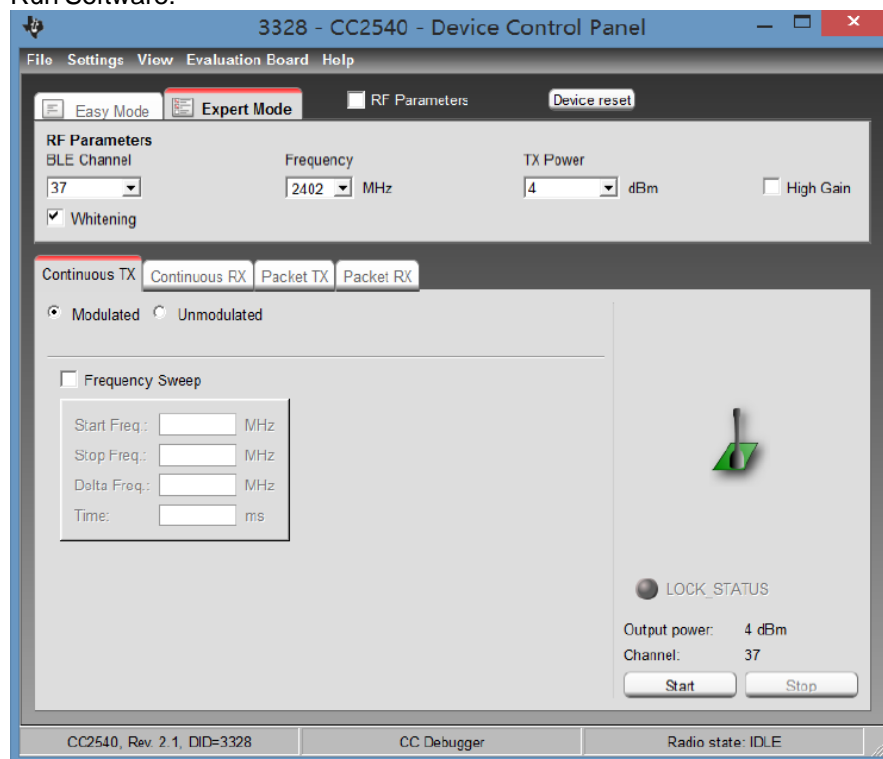 Run Software.
3328 - CC2540 - Device Control Panel
File Settings View Evaluation Board Help
Easy Mode Expert Mode RF Parameters Device reset
RF Parameters
BLE Channel Frequency TX Power
37 2402 MHz 4 dBm High Gain
Whitening
Continuous TX Continuous RX Packet TX Packet RX
Modulated Unmodulated
Frequency Sweep
Start Freq.: MHz
Stop Freq.: MHz
Delta Freq.: MHz
Time: ms
LOCK_STATUS
Output power: 4 dBm
Channel: 37
Start Stop
CC2540, Rev. 2.1, DID=3328 CC Debugger Radio state: IDLE